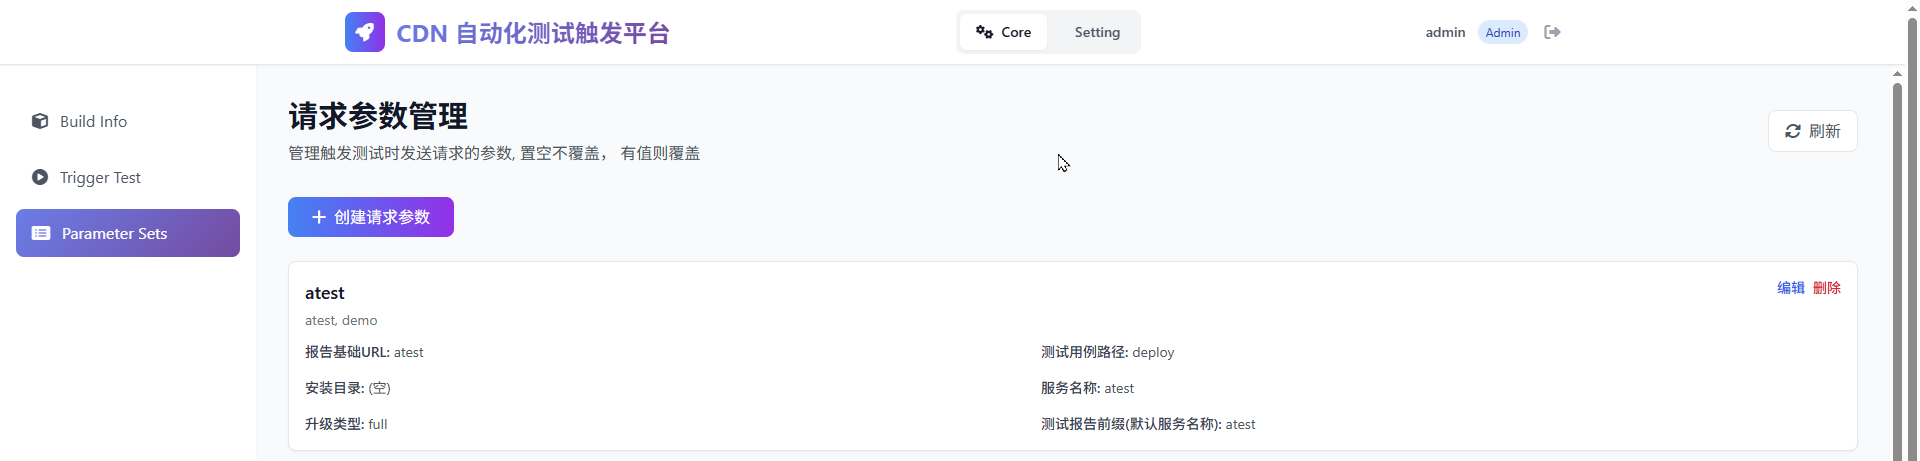 CDN 自动化测试触发平台
Core
Setting
admin
Admin
Build Info
Trigger Test
Parameter Sets
请求参数管理
管理触发测试时发送请求的参数, 置空不覆盖， 有值则覆盖
刷新
创建请求参数
atest
编辑 删除
atest, demo
报告基础URL: atest
测试用例路径: deploy
安装目录: (空)
服务名称: atest
升级类型: full
测试报告前缀(默认服务名称): atest